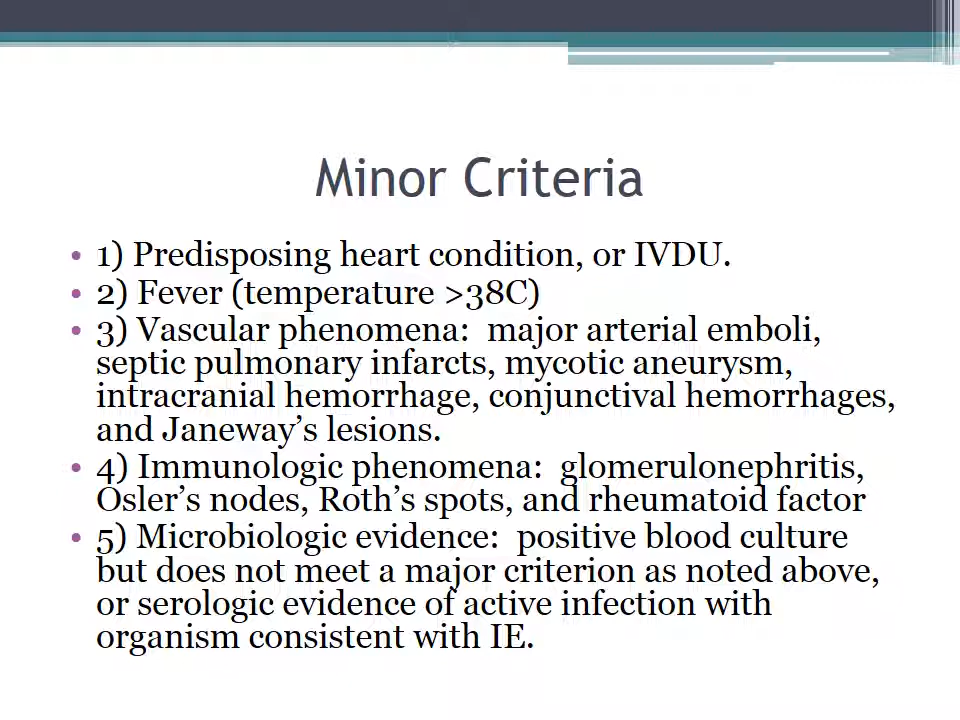 Minor Criteria
• 1) Predisposing heart condition, or IVDU.
• 2) Fever (temperature >38C)
• 3) Vascular phenomena:  major arterial emboli,
septic pulmonary infarcts, mycotic aneurysm,
intracranial hemorrhage, conjunctival hemorrhages,
and Janeway’s lesions.
• 4) Immunologic phenomena:  glomerulonephritis,
Osler’s nodes, Roth’s spots, and rheumatoid factor
• 5) Microbiologic evidence:  positive blood culture
but does not meet a major criterion as noted above,
or serologic evidence of active infection with
organism consistent with IE.